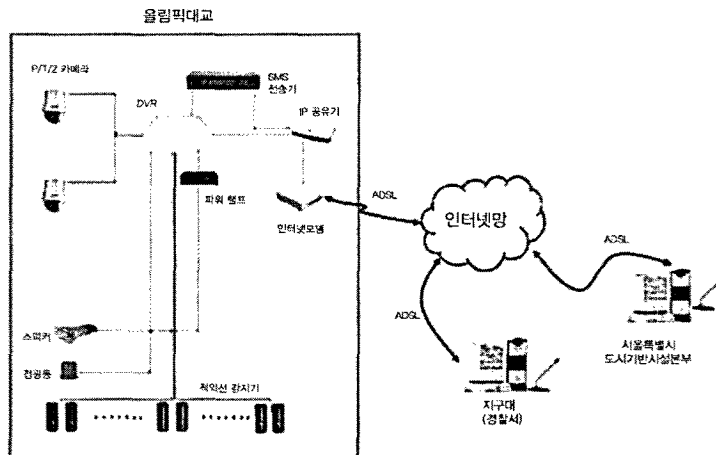 올림픽대교
P/T/2 카메라
DVR
SMS
전송기
IP 공유기
파워 앰프
인터넷모뎀
ADSL
인터넷망
ADSL
ADSL
스피커
경광등
적외선 감지기
서울특별시
도시기반시설본부
지구대
(경찰서)